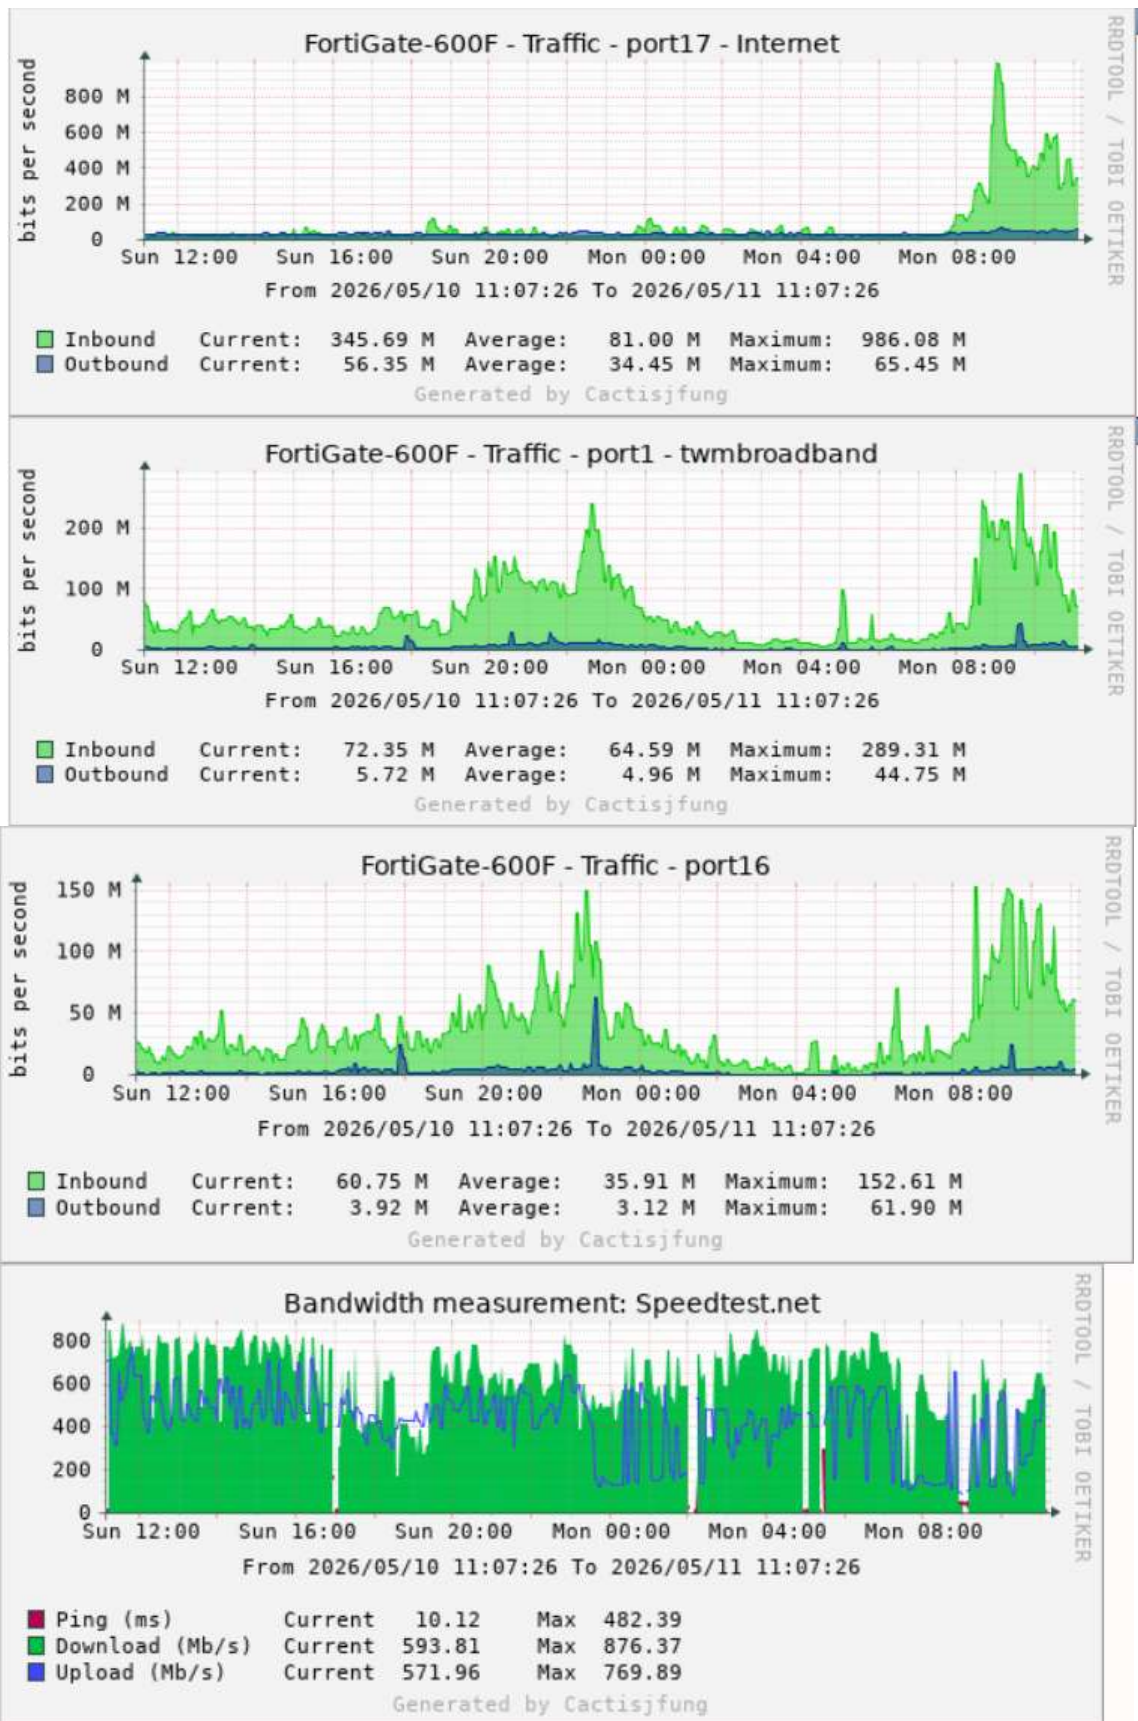 FortiGate-600F - Traffic - port17 - Internet
RRDTOOL / TOBI OETIKER
bits per second
800 M
600 M
400 M
200 M
0
Sun 12:00 Sun 16:00 Sun 20:00 Mon 00:00 Mon 04:00 Mon 08:00
From 2026/05/10 11:07:26 To 2026/05/11 11:07:26
Inbound Current: 345.69 M Average: 81.00 M Maximum: 986.08 M
Outbound Current: 56.35 M Average: 34.45 M Maximum: 65.45 M
Generated by Cactisjfung
FortiGate-600F - Traffic - port1 - twmbroadband
RRDTOOL / TOBI OETIKER
bits per second
200 M
100 M
0
Sun 12:00 Sun 16:00 Sun 20:00 Mon 00:00 Mon 04:00 Mon 08:00
From 2026/05/10 11:07:26 To 2026/05/11 11:07:26
Inbound Current: 72.35 M Average: 64.59 M Maximum: 289.31 M
Outbound Current: 5.72 M Average: 4.96 M Maximum: 44.75 M
Generated by Cactisjfung
FortiGate-600F - Traffic - port16
RRDTOOL / TOBI OETIKER
bits per second
150 M
100 M
50 M
0
Sun 12:00 Sun 16:00 Sun 20:00 Mon 00:00 Mon 04:00 Mon 08:00
From 2026/05/10 11:07:26 To 2026/05/11 11:07:26
Inbound Current: 60.75 M Average: 35.91 M Maximum: 152.61 M
Outbound Current: 3.92 M Average: 3.12 M Maximum: 61.90 M
Generated by Cactisjfung
Bandwidth measurement: Speedtest.net
RRDTOOL / TOBI OETIKER
800
600
400
200
0
Sun 12:00 Sun 16:00 Sun 20:00 Mon 00:00 Mon 04:00 Mon 08:00
From 2026/05/10 11:07:26 To 2026/05/11 11:07:26
Ping (ms) Current 10.12 Max 482.39
Download (Mb/s) Current 593.81 Max 876.37
Upload (Mb/s) Current 571.96 Max 769.89
Generated by Cactisjfung